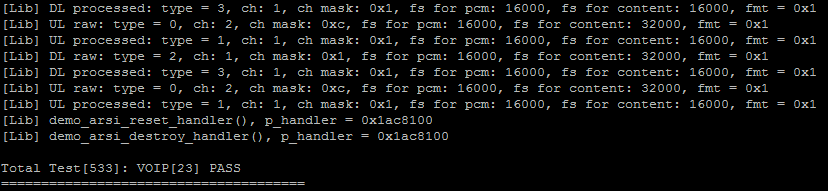 [Lib] DL processed: type = 3, ch: 1, ch mask: 0x1, fs for pcm: 16000, fs for content: 16000, fmt = 0x1
[Lib] UL raw: type = 0, ch: 2, ch mask: 0xc, fs for pcm: 16000, fs for content: 32000, fmt = 0x1
[Lib] UL processed: type = 1, ch: 1, ch mask: 0x1, fs for pcm: 16000, fs for content: 16000, fmt = 0x1
[Lib] DL raw: type = 2, ch: 1, ch mask: 0x1, fs for pcm: 16000, fs for content: 32000, fmt = 0x1
[Lib] DL processed: type = 3, ch: 1, ch mask: 0x1, fs for pcm: 16000, fs for content: 16000, fmt = 0x1
[Lib] UL raw: type = 0, ch: 2, ch mask: 0xc, fs for pcm: 16000, fs for content: 32000, fmt = 0x1
[Lib] UL processed: type = 1, ch: 1, ch mask: 0x1, fs for pcm: 16000, fs for content: 16000, fmt = 0x1
[Lib] demo_arsi_reset_handler(), p_handler = 0x1ac8100
[Lib] demo_arsi_destroy_handler(), p_handler = 0x1ac8100
Total Test[533]: VOIP[23] PASS
======================================